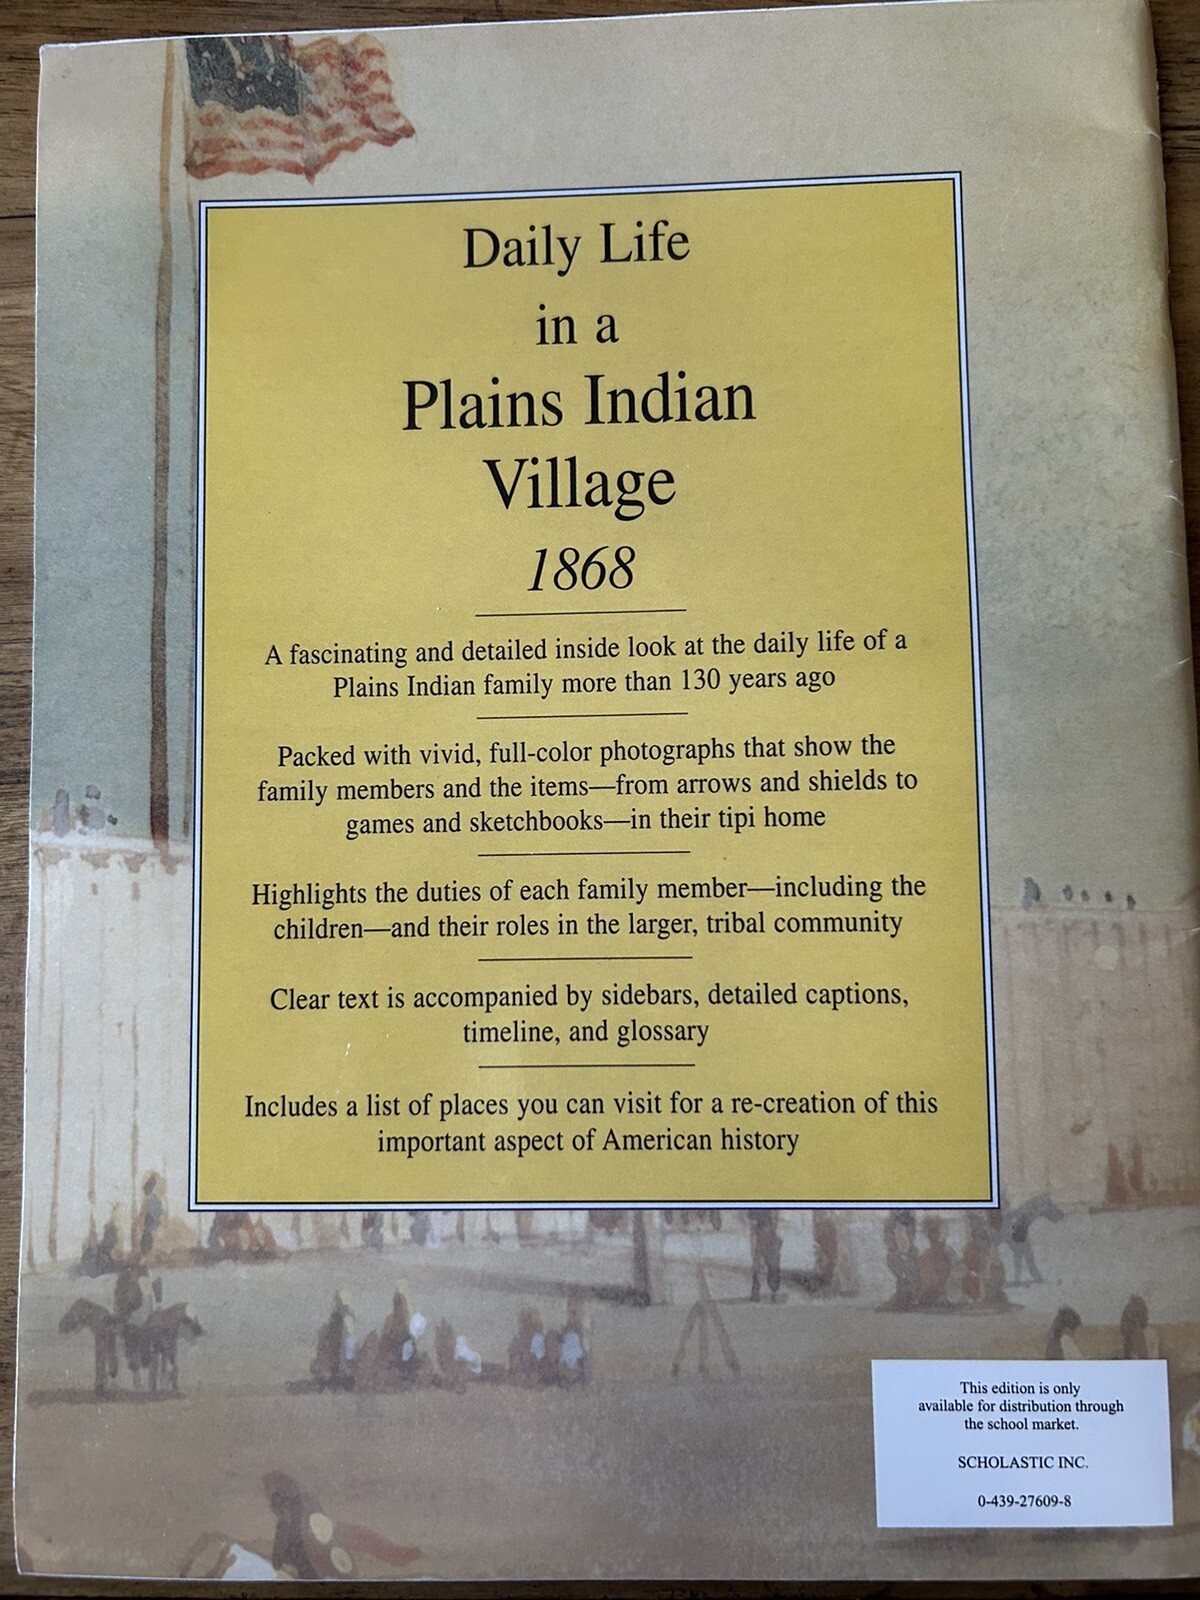 Daily Life
in a
Plains Indian
Village
1868
A fascinating and detailed inside look at the daily life of a
Plains Indian family more than 130 years ago
Packed with vivid, full-color photographs that show the
family members and the items—from arrows and shields to
games and sketchbooks—in their tipi home
Highlights the duties of each family member—including the
children—and their roles in the larger, tribal community
Clear text is accompanied by sidebars, detailed captions,
timeline, and glossary
Includes a list of places you can visit for a re-creation of this
important aspect of American history
This edition is only
available for distribution through
the school market.
SCHOLASTIC INC.
0-439-27609-8